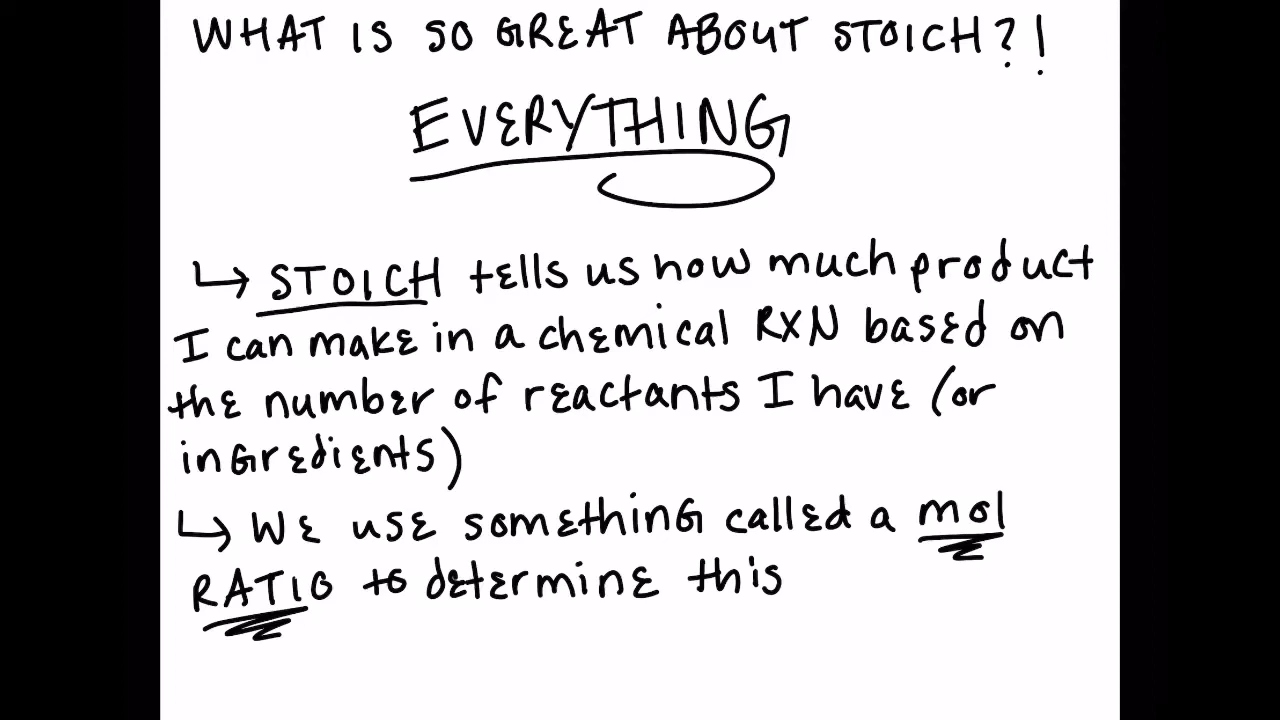 WHAT IS SO GREAT ABOUT STOICH?!
EVERYTHING
↳ STOICH tells us how much product
I can make in a chemical RXN based on
the number of reactants I have (or
ingredients)
↳ We use something called a mol
RATIO to determine this